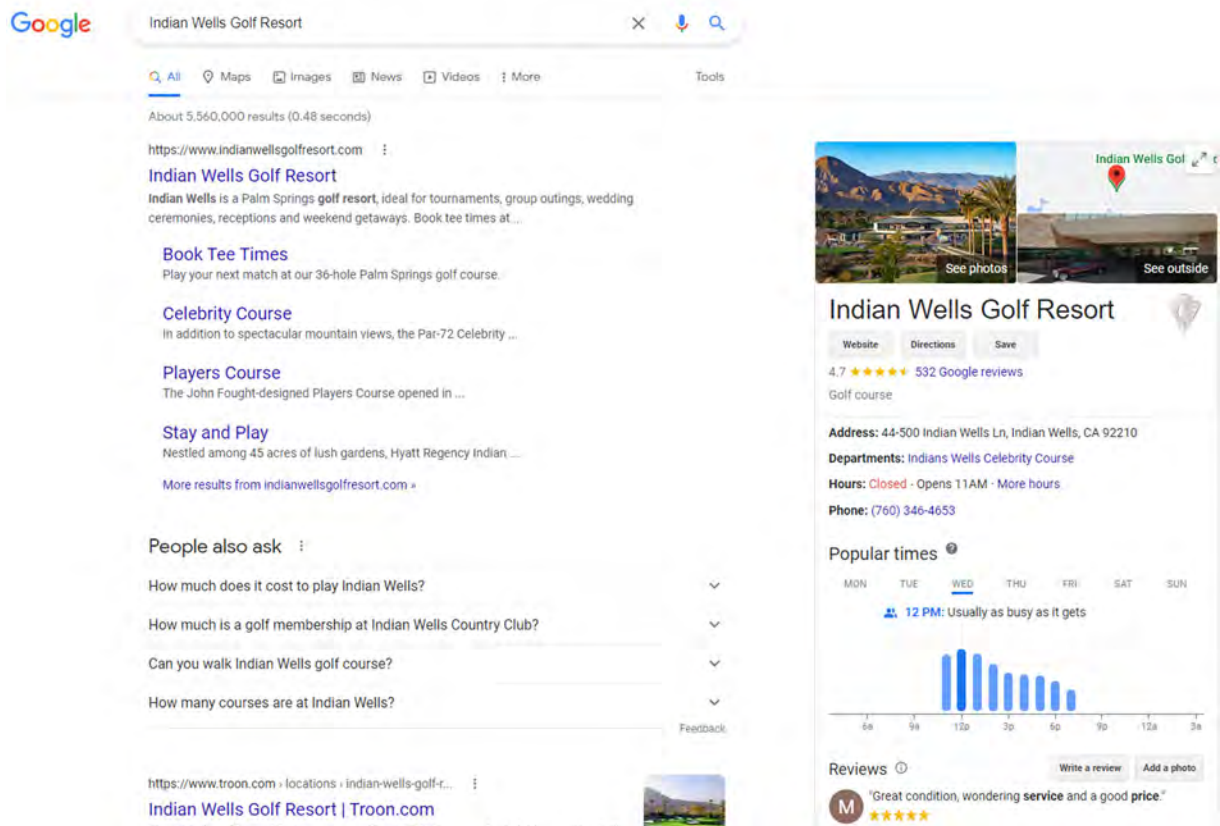 Google
Indian Wells Golf Resort
All Maps Images News Videos More Tools
About 5,560,000 results (0.48 seconds)
https://www.indianwellsgolfresort.com
Indian Wells Golf Resort
Indian Wells is a Palm Springs golf resort, ideal for tournaments, group outings, wedding
ceremonies, receptions and weekend getaways. Book tee times at...
Book Tee Times
Play your next match at our 36-hole Palm Springs golf course.
Celebrity Course
In addition to spectacular mountain views, the Par-72 Celebrity ...
Players Course
The John Fought-designed Players Course opened in ...
Stay and Play
Nestled among 45 acres of lush gardens, Hyatt Regency Indian ...
More results from indianwellsgolfresort.com »
People also ask
How much does it cost to play Indian Wells?
How much is a golf membership at Indian Wells Country Club?
Can you walk Indian Wells golf course?
How many courses are at Indian Wells?
Feedback
https://www.troon.com › locations › indian-wells-golf-r...
Indian Wells Golf Resort | Troon.com
Indian Wells Gol
See photos
See outside
Indian Wells Golf Resort
Website Directions Save
4.7 532 Google reviews
Golf course
Address: 44-500 Indian Wells Ln, Indian Wells, CA 92210
Departments: Indians Wells Celebrity Course
Hours: Closed · Opens 11AM · More hours
Phone: (760) 346-4653
Popular times
MON TUE WED THU FRI SAT SUN
12 PM: Usually as busy as it gets
6a 9a 12p 3p 6p 9p 12a 3a
Reviews Write a review Add a photo
M
"Great condition, wondering service and a good price."